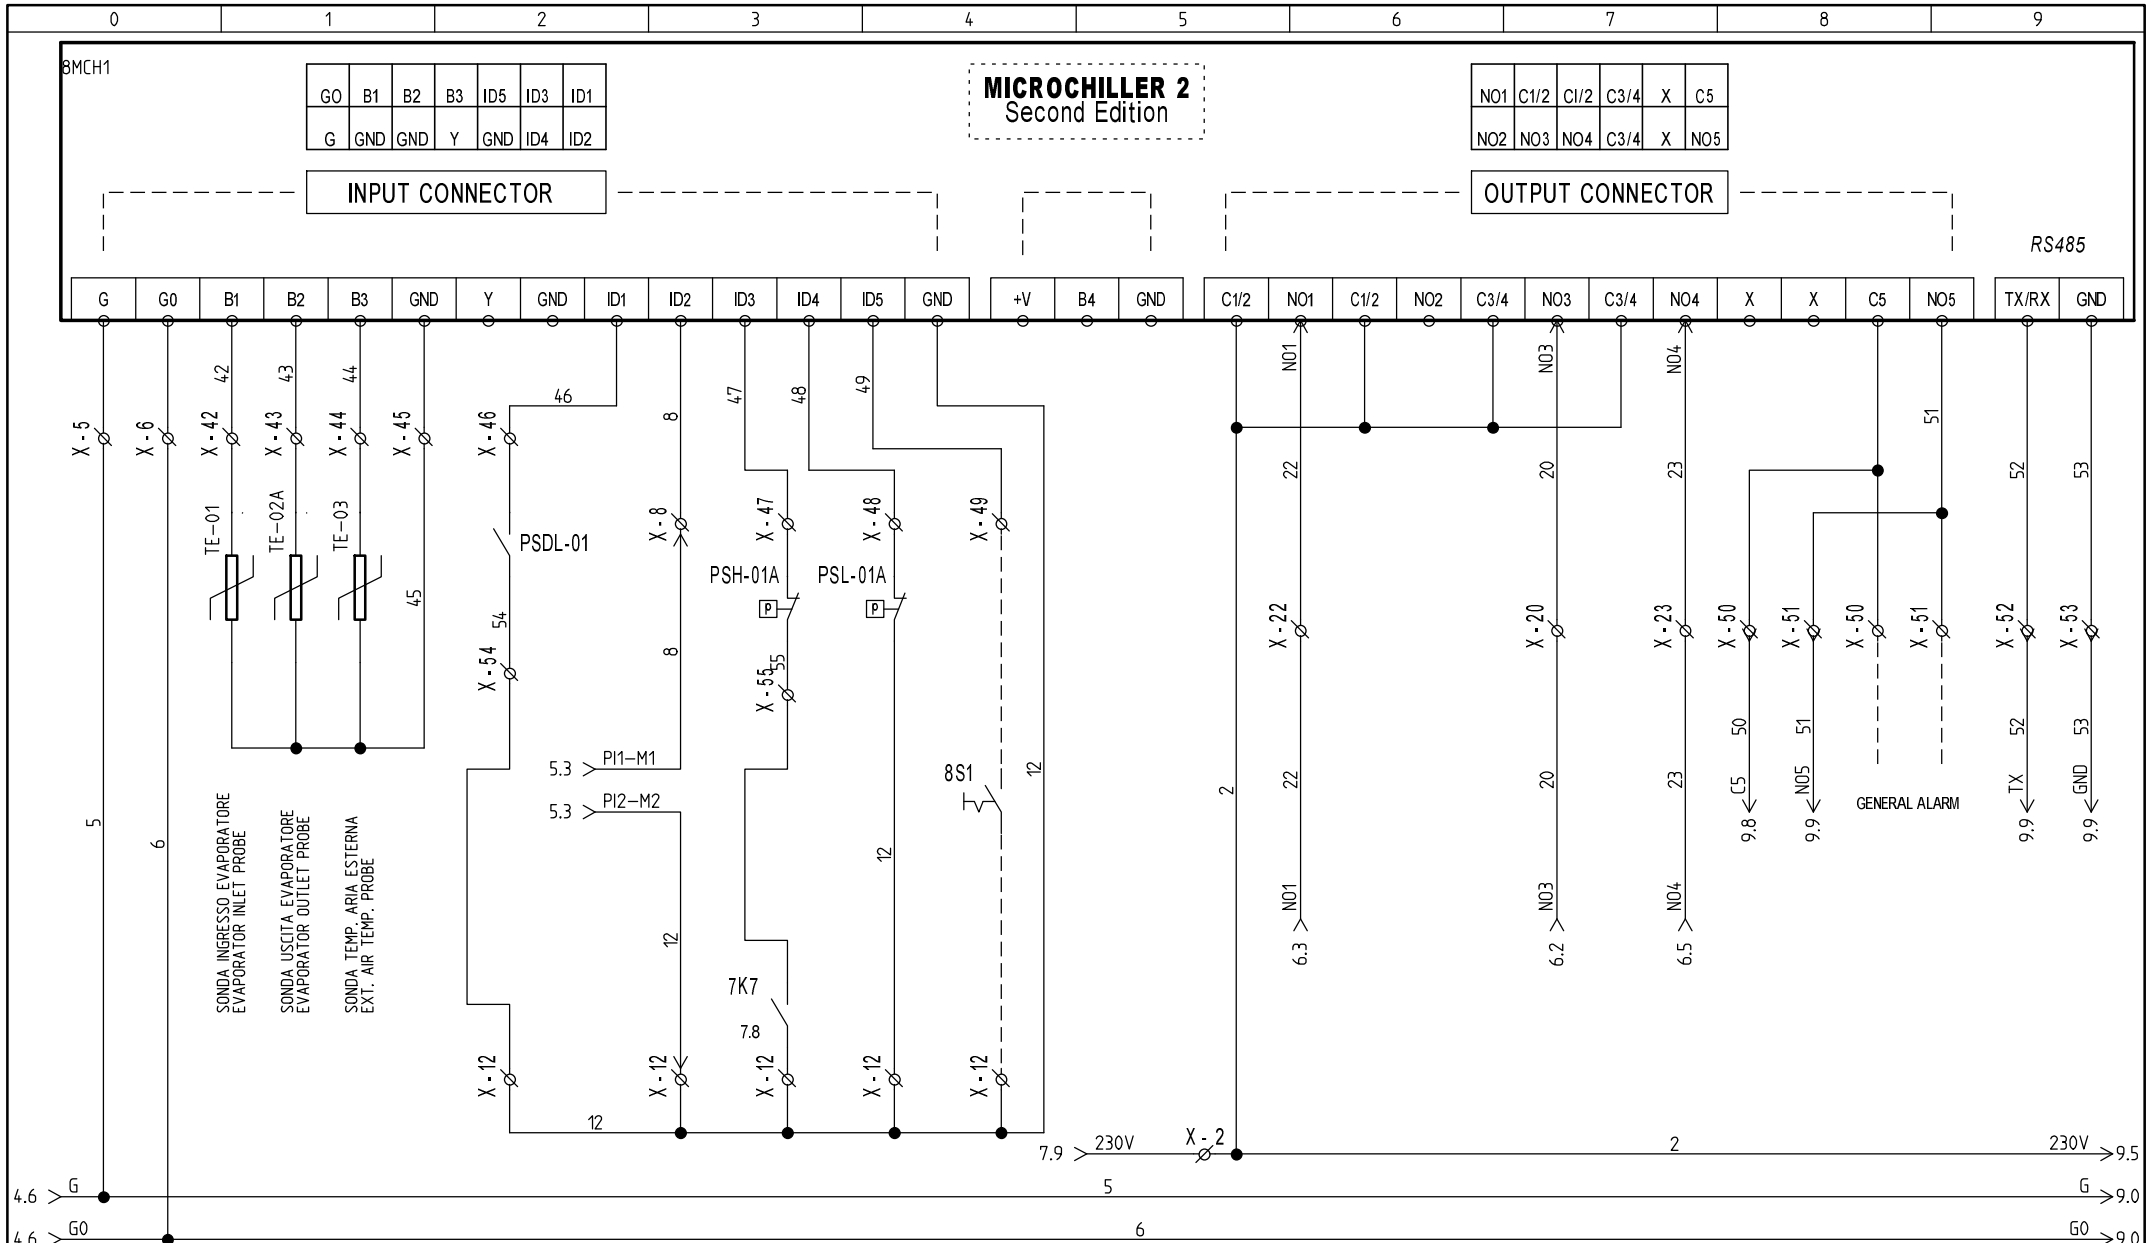 0 1 2 3 4 5 6 7 8 9
8MCH1
G0 B1 B2 B3 ID5 ID3 ID1
G GND GND Y GND ID4 ID2
MICROCHILLER 2
Second Edition
NO1 C1/2 CI/2 C3/4 X C5
NO2 NO3 NO4 C3/4 X NO5
INPUT CONNECTOR
OUTPUT CONNECTOR
RS485
G G0 B1 B2 B3 GND Y GND ID1 ID2 ID3 ID4 ID5 GND +V B4 GND C1/2 NO1 C1/2 NO2 C3/4 NO3 C3/4 NO4 X X C5 NO5 TX/RX GND
NO1 NO3 NO4
42 43 44 46 8 47 48 49 51
X-5 X-6 X-42 X-43 X-44 X-45 X-46
22 20 23 52 53
TE-01 TE-02A TE-03
X-8 X-47 X-48 X-49
PSDL-01
PSH-01A
PSL-01A
P P
45 54 8 55
X-54 X-55
X-22 X-20 X-23 X-50 X-51 X-50 X-51 X-52 X-53
5.3 PI1-M1
5.3 PI2-M2
8S1
12
22 20 23 50 51 52 53
C5 NO5 TX GND
GENERAL ALARM
9.8 9.9 9.9 9.9
2
5 6
12 12
SONDA INGRESSO EVAPORATORE
EVAPORATOR INLET PROBE
SONDA USCITA EVAPORATORE
EVAPORATOR OUTLET PROBE
SONDA TEMP. ARIA ESTERNA
EXT. AIR TEMP. PROBE
NO1 NO3 NO4
6.3 6.2 6.5
7K7
7.8
X-12 X-12 X-12 X-12 X-12
12
7.9 230V X-2 2 230V 9.5
4.6 G 5 G 9.0
4.6 G0 6 G0 9.0